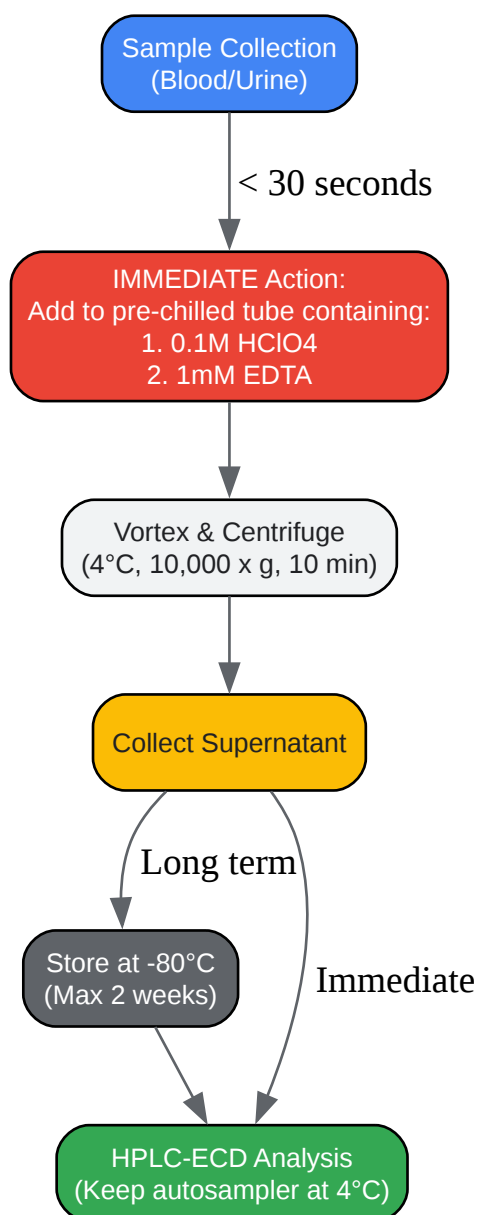 Sample Collection
(Blood/Urine)
< 30 seconds
IMMEDIATE Action:
Add to pre-chilled tube containing:
1. 0.1M HClO4
2. 1mM EDTA
Vortex & Centrifuge
(4°C, 10,000 x g, 10 min)
Collect Supernatant
Long term
Store at -80°C
(Max 2 weeks)
Immediate
HPLC-ECD Analysis
(Keep autosampler at 4°C)